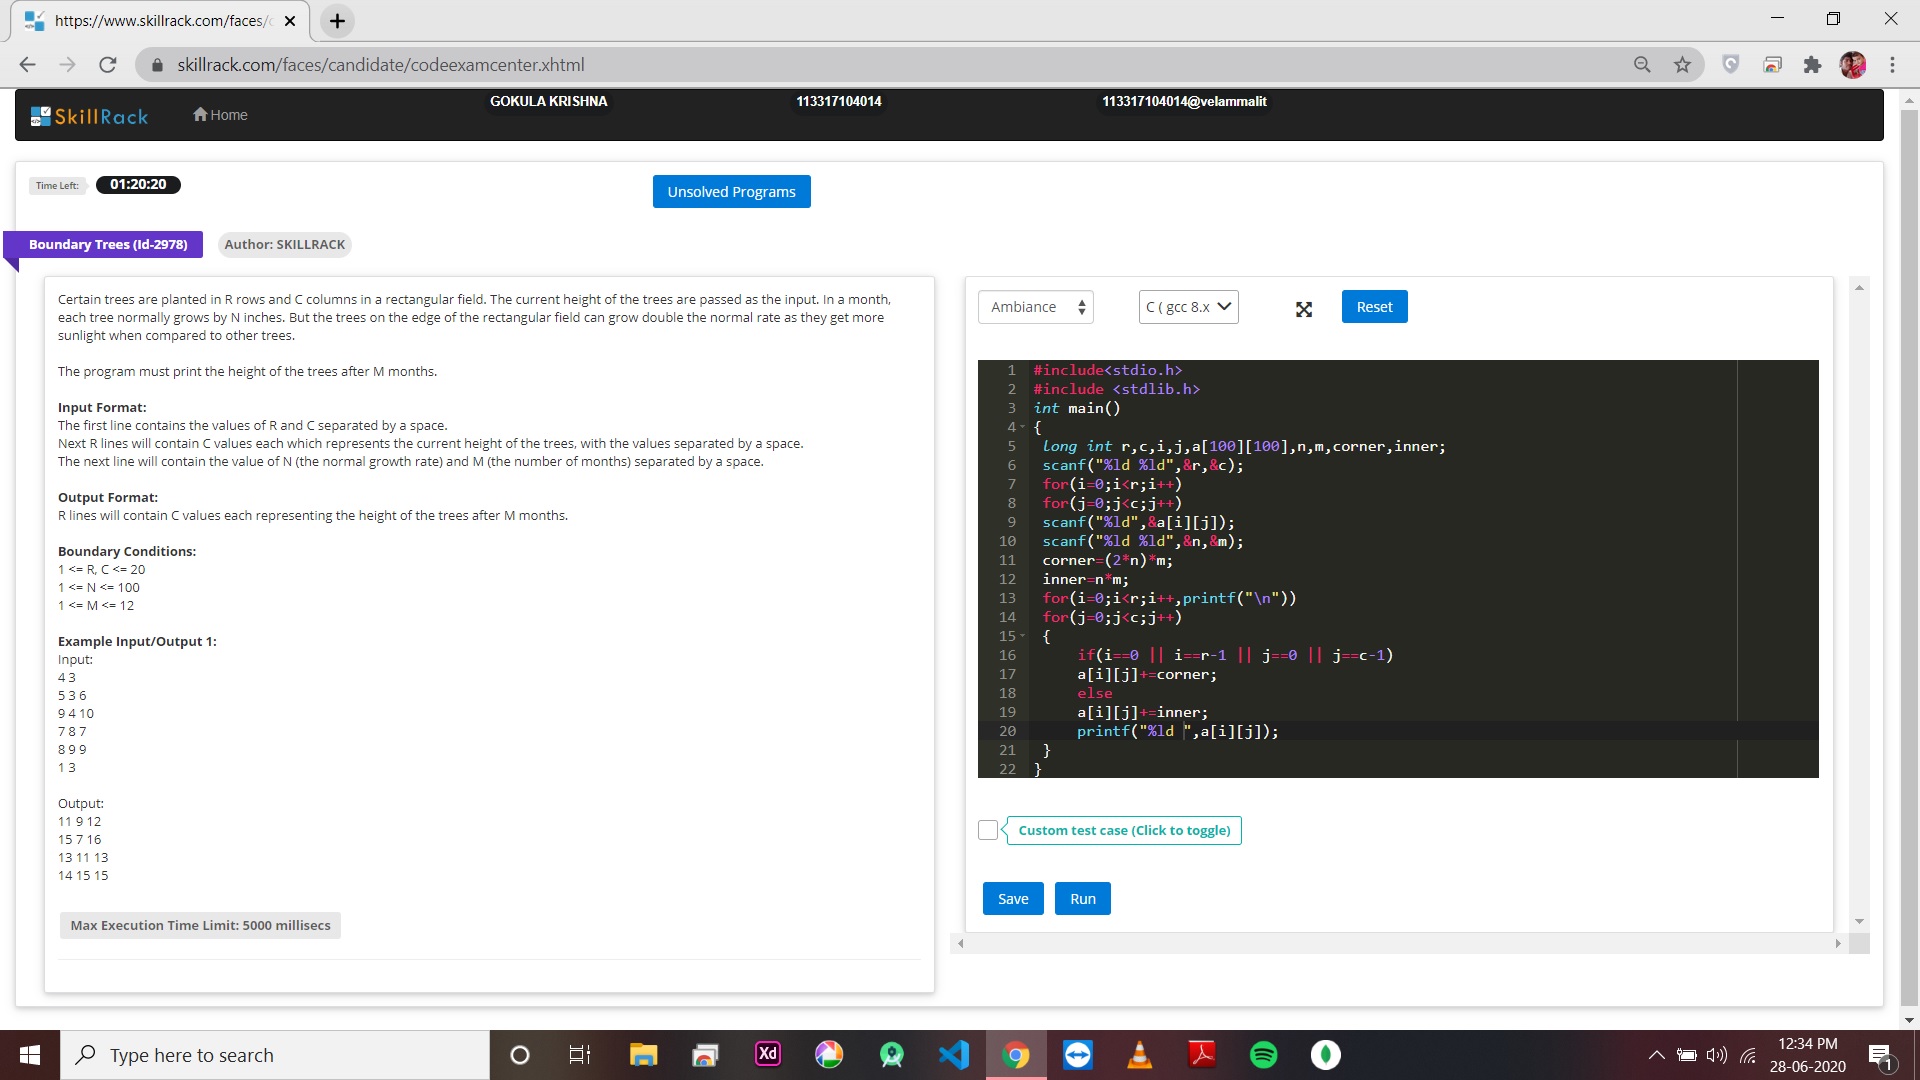 https://www.skillrack.com/faces/c
skillrack.com/faces/candidate/codeexamcenter.xhtml
SkillRack
Home
GOKULA KRISHNA
113317104014
113317104014@velammalit
Time Left:
01:20:20
Unsolved Programs
Boundary Trees (Id-2978)
Author: SKILLRACK
Certain trees are planted in R rows and C columns in a rectangular field. The current height of the trees are passed as the input. In a month,
each tree normally grows by N inches. But the trees on the edge of the rectangular field can grow double the normal rate as they get more
sunlight when compared to other trees.
The program must print the height of the trees after M months.
Input Format:
The first line contains the values of R and C separated by a space.
Next R lines will contain C values each which represents the current height of the trees, with the values separated by a space.
The next line will contain the value of N (the normal growth rate) and M (the number of months) separated by a space.
Output Format:
R lines will contain C values each representing the height of the trees after M months.
Boundary Conditions:
1 <= R, C <= 20
1 <= N <= 100
1 <= M <= 12
Example Input/Output 1:
Input:
4 3
5 3 6
9 4 10
7 8 7
8 9 9
1 3
Output:
11 9 12
15 7 16
13 11 13
14 15 15
Max Execution Time Limit: 5000 millisecs
Ambiance
C ( gcc 8.x
Reset
1 #include<stdio.h>
2 #include <stdlib.h>
3 int main()
4 {
5 long int r,c,i,j,a[100][100],n,m,corner,inner;
6 scanf("%ld %ld",&r,&c);
7 for(i=0;i<r;i++)
8 for(j=0;j<c;j++)
9 scanf("%ld",&a[i][j]);
10 scanf("%ld %ld",&n,&m);
11 corner=(2*n)*m;
12 inner=n*m;
13 for(i=0;i<r;i++,printf("\n"))
14 for(j=0;j<c;j++)
15 {
16 if(i==0 || i==r-1 || j==0 || j==c-1)
17 a[i][j]+=corner;
18 else
19 a[i][j]+=inner;
20 printf("%ld ",a[i][j]);
21 }
22 }
Custom test case (Click to toggle)
Save
Run
Type here to search
Xd
12:34 PM
28-06-2020
1